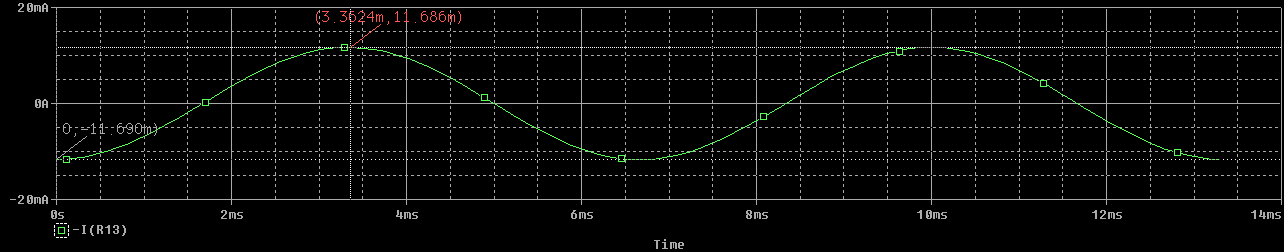 20mA
(3.3624m,11.686m)
0A
0,-11.690m)
-20mA
0s 2ms 4ms 6ms 8ms 10ms 12ms 14ms
-I(R13)
Time